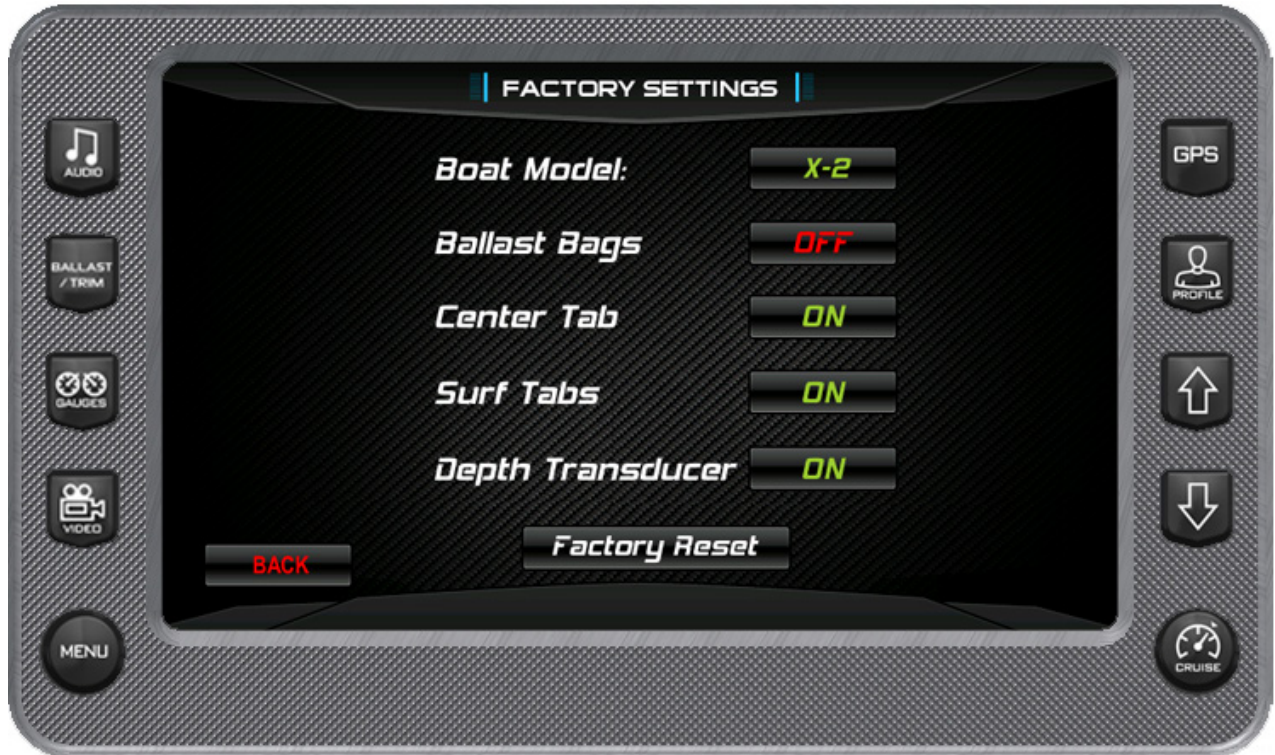 FACTORY SETTINGS
AUDIO
BALLAST
/ TRIM
GAUGES
VIDEO
MENU
Boat Model: X-2
Ballast Bags OFF
Center Tab ON
Surf Tabs ON
Depth Transducer ON
Factory Reset
BACK
GPS
PROFILE
CRUISE